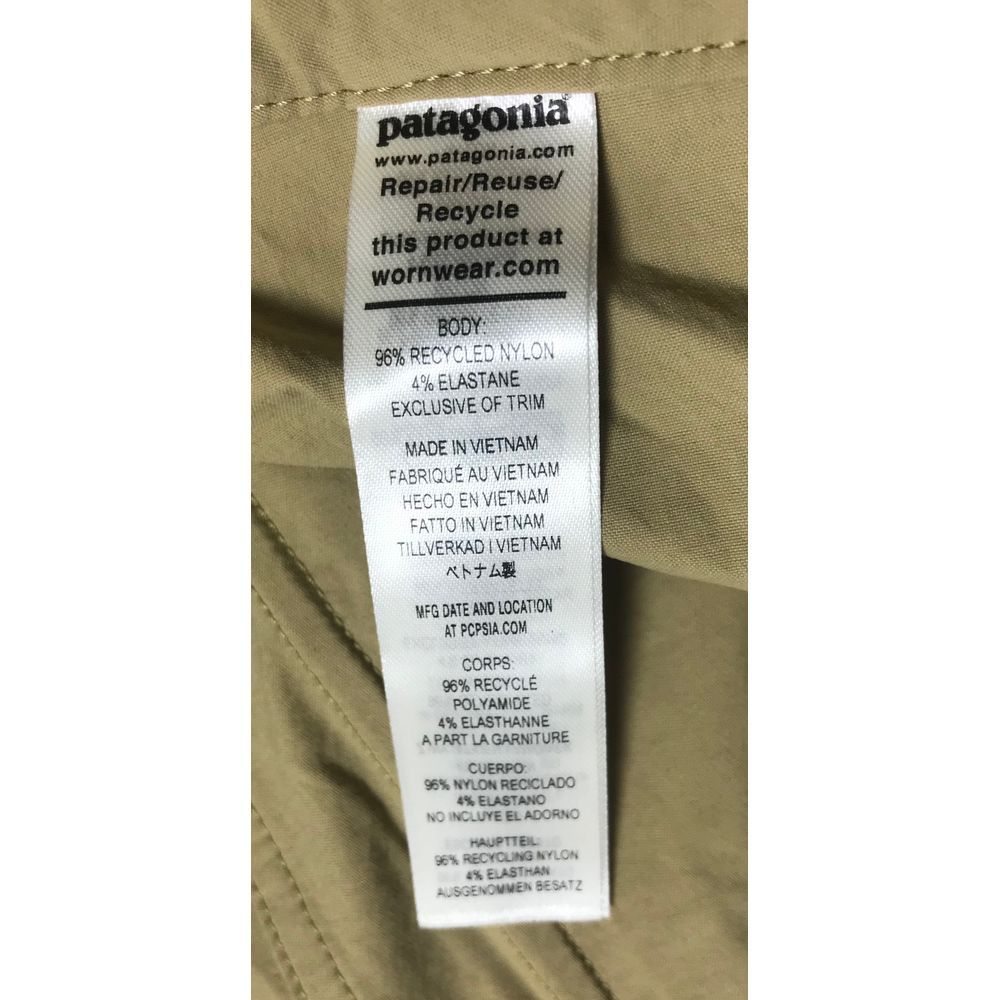 patagonia®
www.patagonia.com
Repair/Reuse/
Recycle
this product at
wornwear.com
BODY:
96% RECYCLED NYLON
4% ELASTANE
EXCLUSIVE OF TRIM
MADE IN VIETNAM
FABRIQUÉ AU VIETNAM
HECHO EN VIETNAM
FATTO IN VIETNAM
TILLVERKAD I VIETNAM
ベトナム製
MFG DATE AND LOCATION
AT PCPSIA.COM
CORPS:
96% RECYCLÉ
POLYAMIDE
4% ELASTHANNE
A PART LA GARNITURE
CUERPO:
96% NYLON RECICLADO
4% ELASTANO
NO INCLUYE EL ADORNO
HAUPTTEIL:
96% RECYCLING NYLON
4% ELASTHAN
AUSGENOMMEN BESATZ